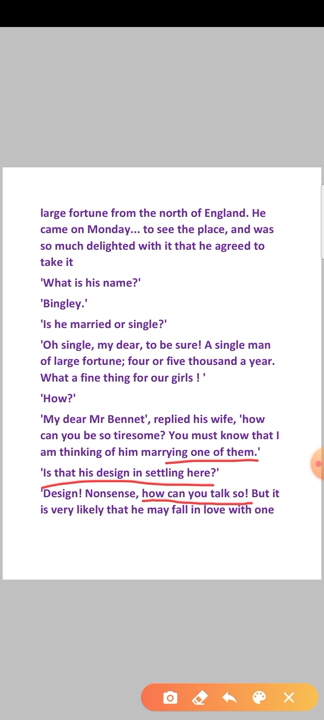 large fortune from the north of England. He
came on Monday... to see the place, and was
so much delighted with it that he agreed to
take it
'What is his name?'
'Bingley.'
'Is he married or single?'
'Oh single, my dear, to be sure! A single man
of large fortune; four or five thousand a year.
What a fine thing for our girls ! '
'How?'
'My dear Mr Bennet', replied his wife, 'how
can you be so tiresome? You must know that I
am thinking of him marrying one of them.'
'Is that his design in settling here?'
'Design! Nonsense, how can you talk so! But it
is very likely that he may fall in love with one